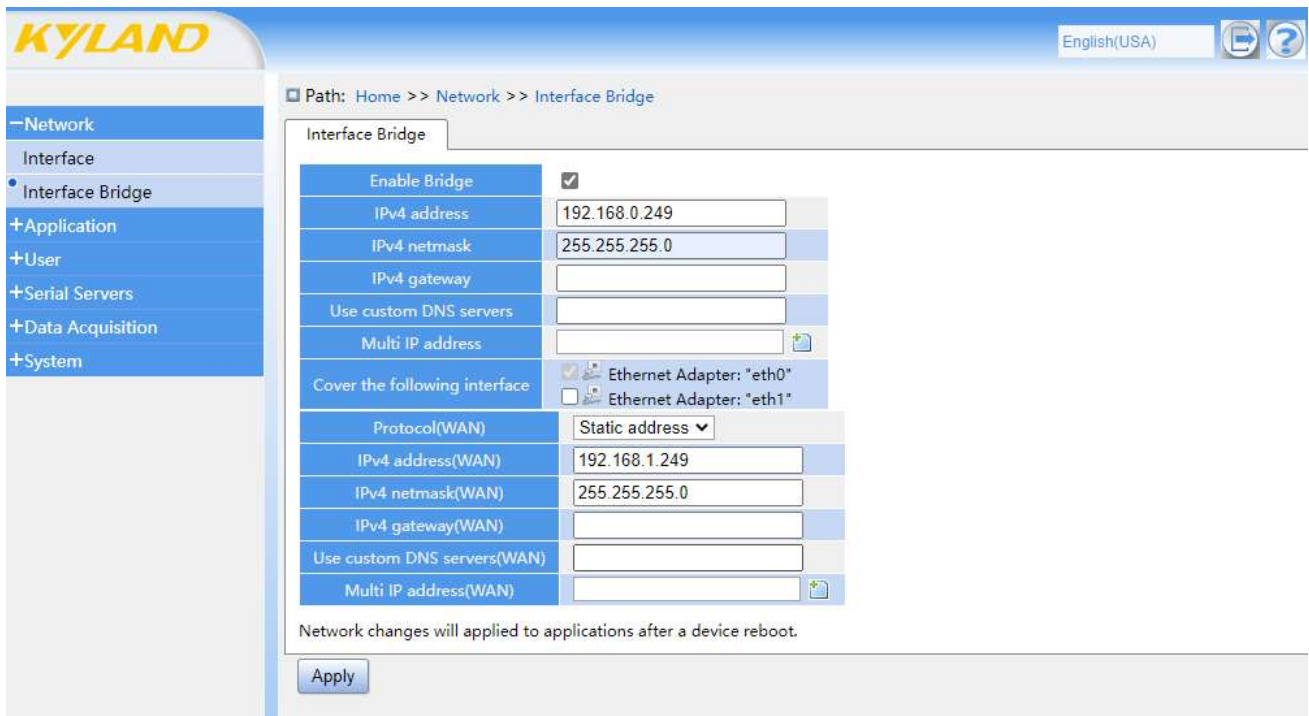 KYLAND
English(USA)
Path: Home >> Network >> Interface Bridge
−Network
Interface
Interface Bridge
+Application
+User
+Serial Servers
+Data Acquisition
+System
Interface Bridge
Enable Bridge
IPv4 address 192.168.0.249
IPv4 netmask 255.255.255.0
IPv4 gateway
Use custom DNS servers
Multi IP address
Cover the following interface
Ethernet Adapter: "eth0"
Ethernet Adapter: "eth1"
Protocol(WAN) Static address
IPv4 address(WAN) 192.168.1.249
IPv4 netmask(WAN) 255.255.255.0
IPv4 gateway(WAN)
Use custom DNS servers(WAN)
Multi IP address(WAN)
Network changes will applied to applications after a device reboot.
Apply